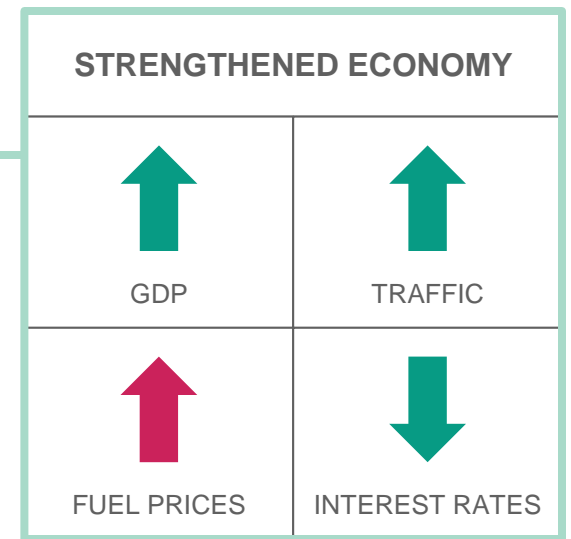 STRENGTHENED ECONOMY
GDP
TRAFFIC
FUEL PRICES
INTEREST RATES